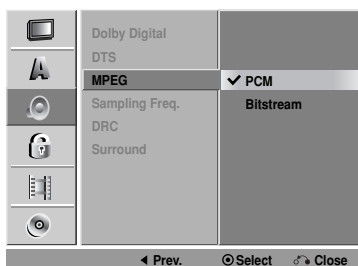 Dolby Digital
DTS
MPEG
✔ PCM
Sampling Freq.
Bitstream
DRC
Surround
◀ Prev. ⊙ Select Close